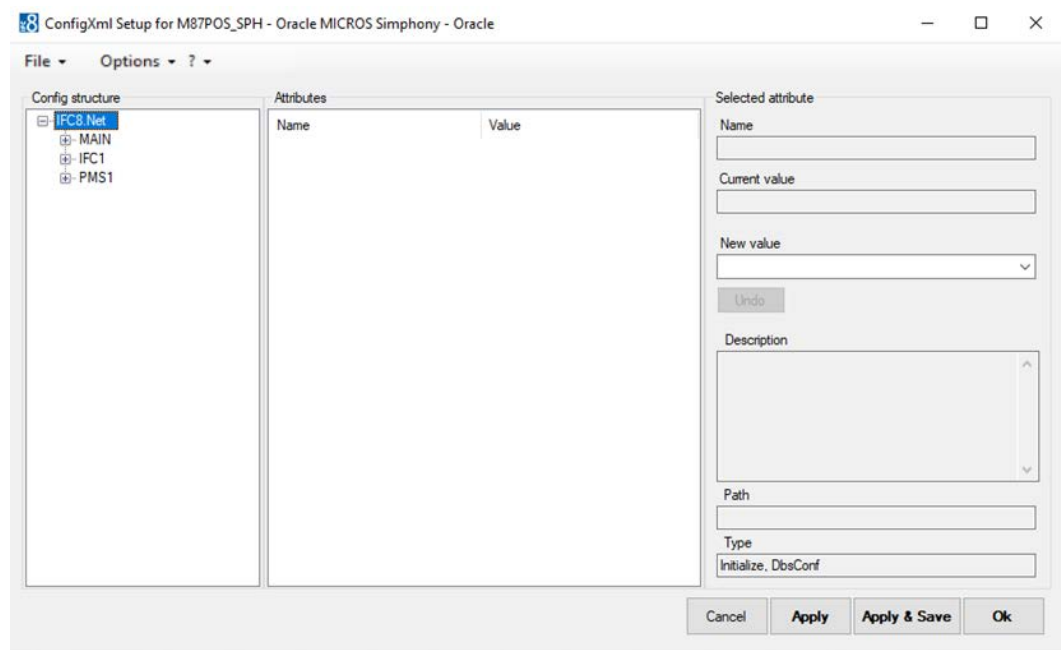 ConfigXml Setup for M87POS_SPH - Oracle MICROS Simphony - Oracle
File Options ?
Config structure
IFC8.Net
MAIN
IFC1
PMS1
Attributes
Name Value
Selected attribute
Name
Current value
New value
Undo
Description
Path
Type
Initialize, DbsConf
Cancel Apply Apply & Save Ok